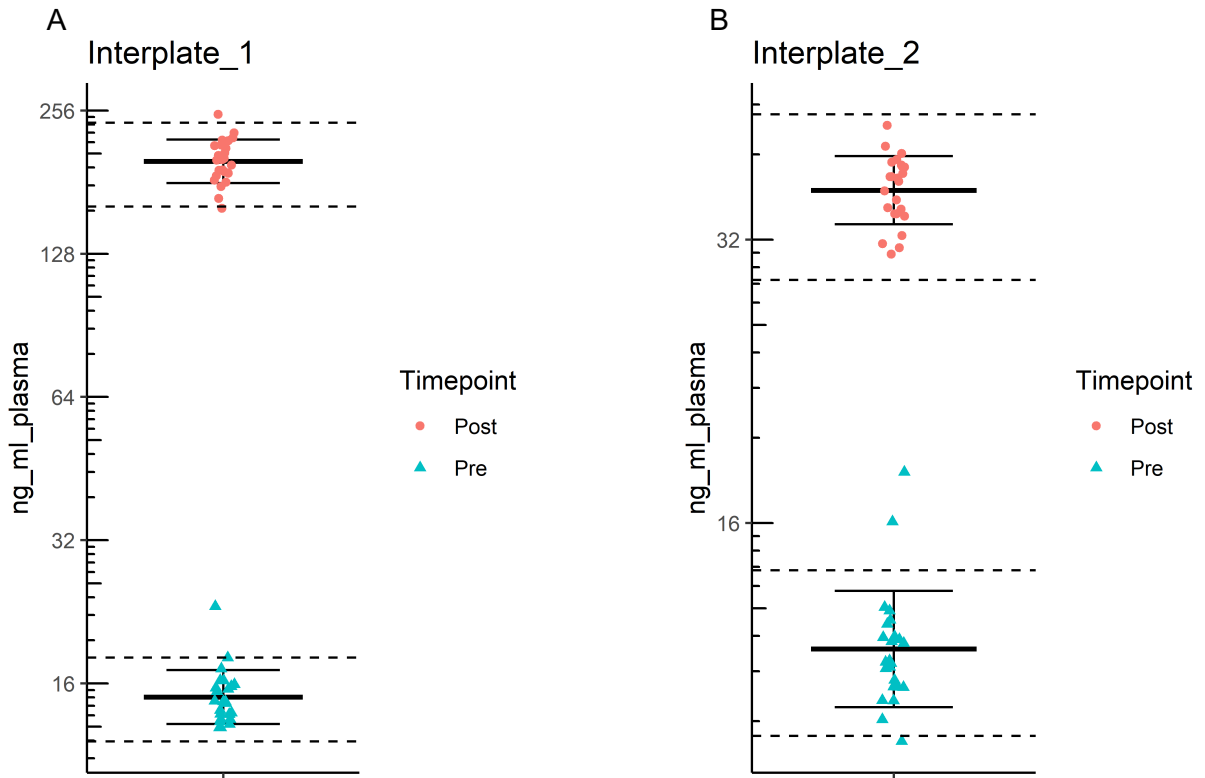 A
Interplate_1
256
128
64
32
16
ng_ml_plasma
Timepoint
Post
Pre
B
Interplate_2
32
16
ng_ml_plasma
Timepoint
Post
Pre